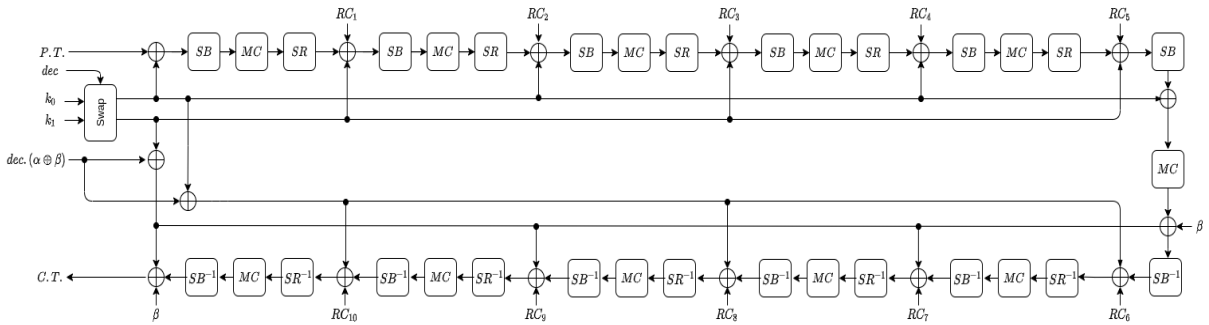 RC₁ RC₂ RC₃ RC₄ RC₅
P.T. SB MC SR SB MC SR SB MC SR SB MC SR SB MC SR SB
dec
k₀
Swap
k₁
dec.(α ⊕ β)
MC
β
C.T. SB⁻¹ MC SR⁻¹ SB⁻¹ MC SR⁻¹ SB⁻¹ MC SR⁻¹ SB⁻¹ MC SR⁻¹ SB⁻¹ MC SR⁻¹ SB⁻¹
β RC₁₀ RC₉ RC₈ RC₇ RC₆